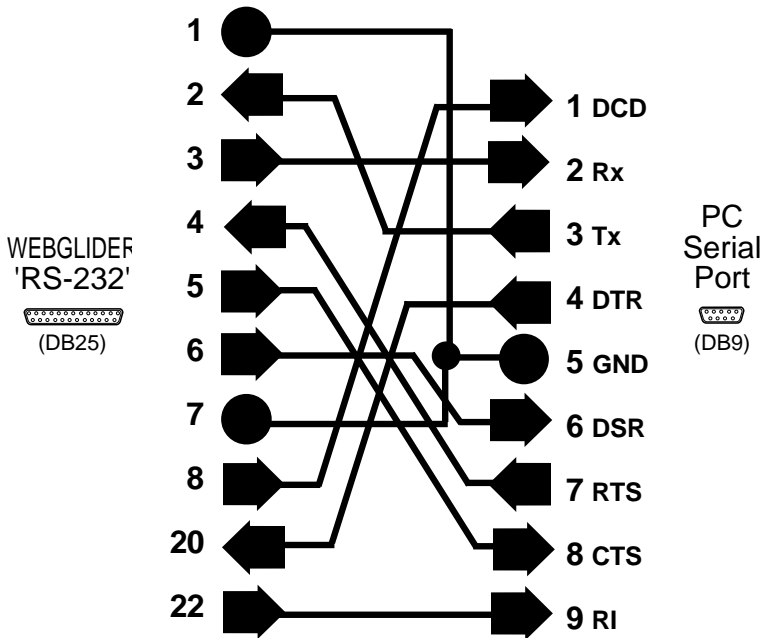 1
2
3
4
5
6
7
8
20
22
WEBGLIDER
'RS-232'
(DB25)
1 DCD
2 Rx
3 Tx
4 DTR
5 GND
6 DSR
7 RTS
8 CTS
9 RI
PC
Serial
Port
(DB9)